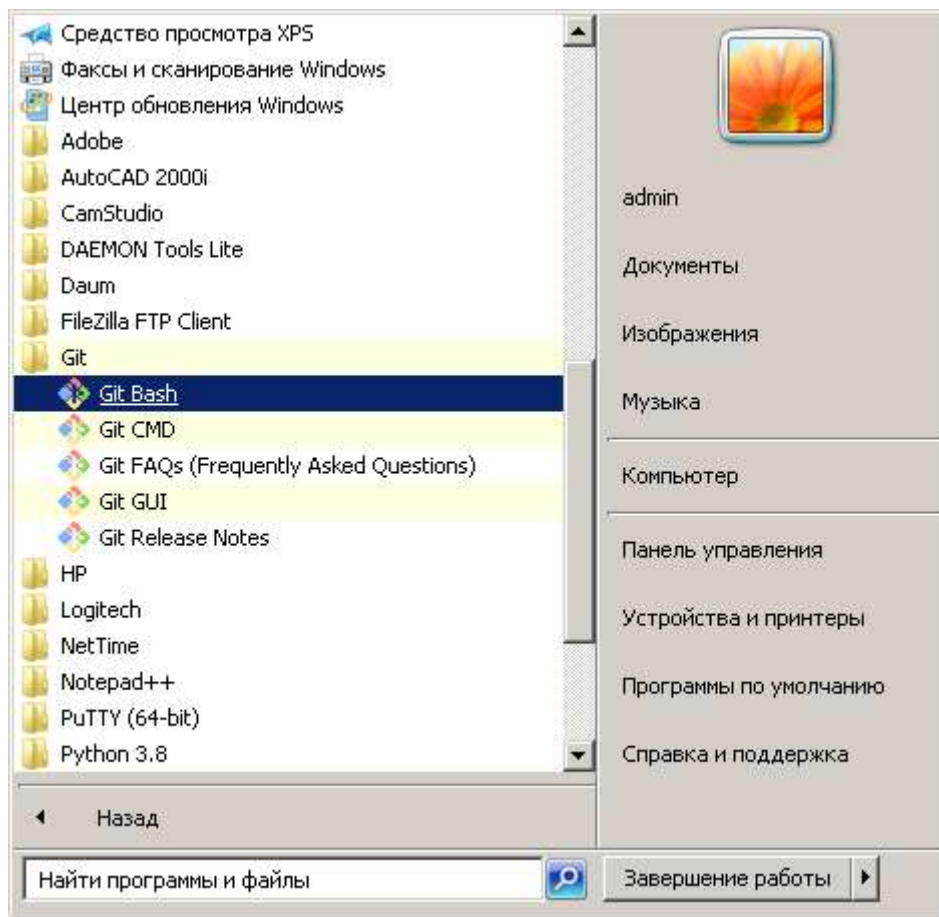 Средство просмотра XPS
Факсы и сканирование Windows
Центр обновления Windows
Adobe
AutoCAD 2000i
CamStudio
DAEMON Tools Lite
Daum
FileZilla FTP Client
Git
Git Bash
Git CMD
Git FAQs (Frequently Asked Questions)
Git GUI
Git Release Notes
HP
Logitech
NetTime
Notepad++
PuTTY (64-bit)
Python 3.8
Назад
Найти программы и файлы
admin
Документы
Изображения
Музыка
Компьютер
Панель управления
Устройства и принтеры
Программы по умолчанию
Справка и поддержка
Завершение работы